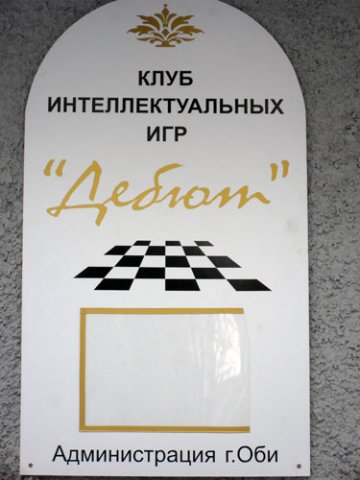 КЛУБ
ИНТЕЛЛЕКТУАЛЬНЫХ
ИГР
“Дебют”
Администрация г.Оби